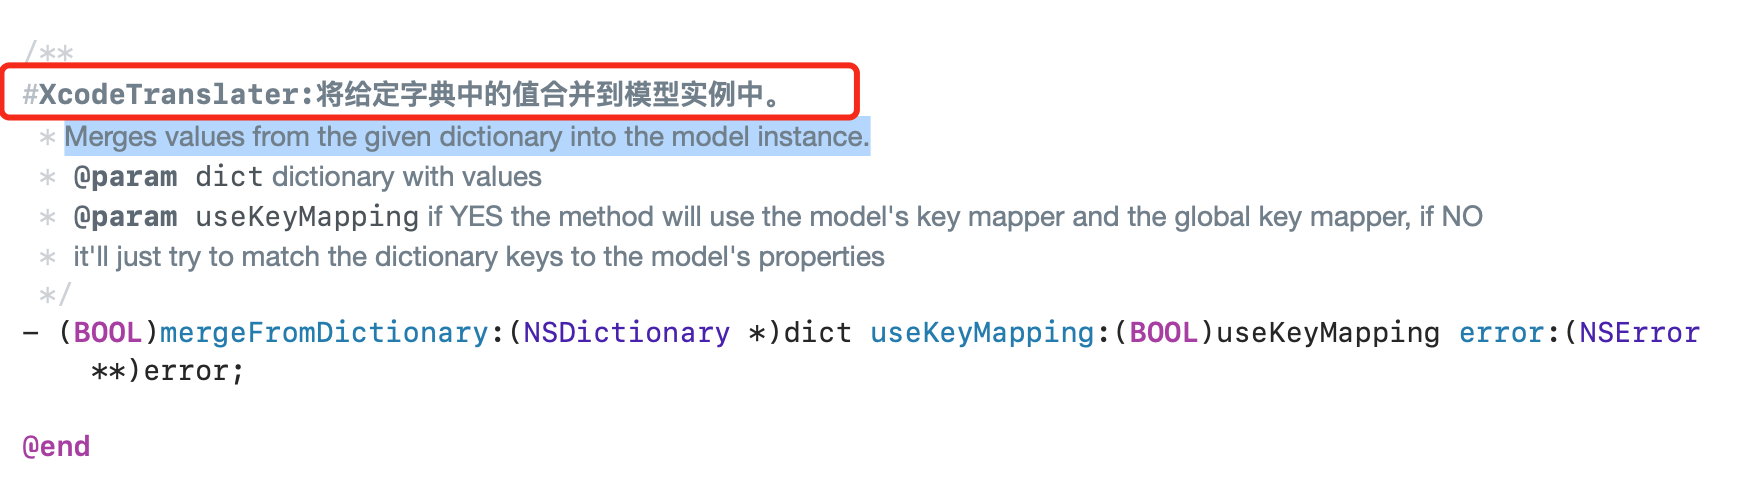 /**
#XcodeTranslater:将给定字典中的值合并到模型实例中。
* Merges values from the given dictionary into the model instance.
* @param dict dictionary with values
* @param useKeyMapping if YES the method will use the model's key mapper and the global key mapper, if NO
* it'll just try to match the dictionary keys to the model's properties
*/
- (BOOL)mergeFromDictionary:(NSDictionary *)dict useKeyMapping:(BOOL)useKeyMapping error:(NSError
**)error;
@end